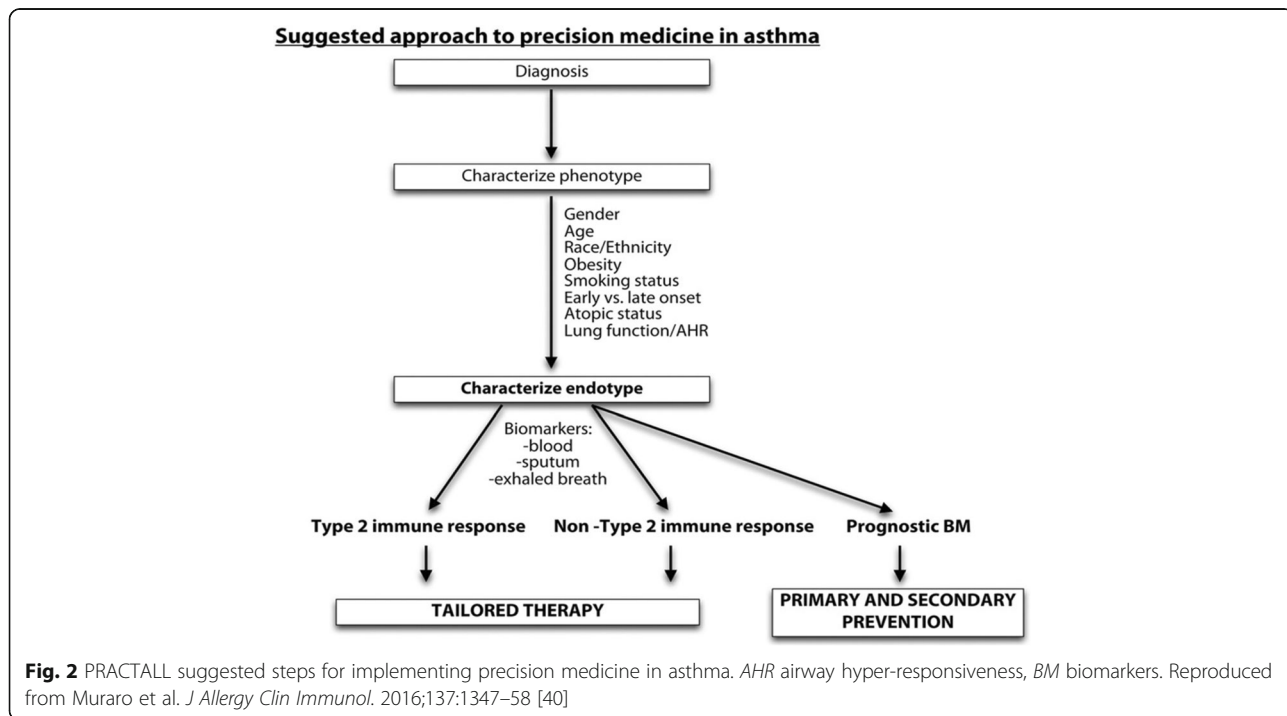 Suggested approach to precision medicine in asthma
Diagnosis
Characterize phenotype
Gender
Age
Race/Ethnicity
Obesity
Smoking status
Early vs. late onset
Atopic status
Lung function/AHR
Characterize endotype
Biomarkers:
-blood
-sputum
-exhaled breath
Type 2 immune response
Non -Type 2 immune response
Prognostic BM
TAILORED THERAPY
PRIMARY AND SECONDARY
PREVENTION
Fig. 2 PRACTALL suggested steps for implementing precision medicine in asthma. AHR airway hyper-responsiveness, BM biomarkers. Reproduced
from Muraro et al. J Allergy Clin Immunol. 2016;137:1347–58 [40]